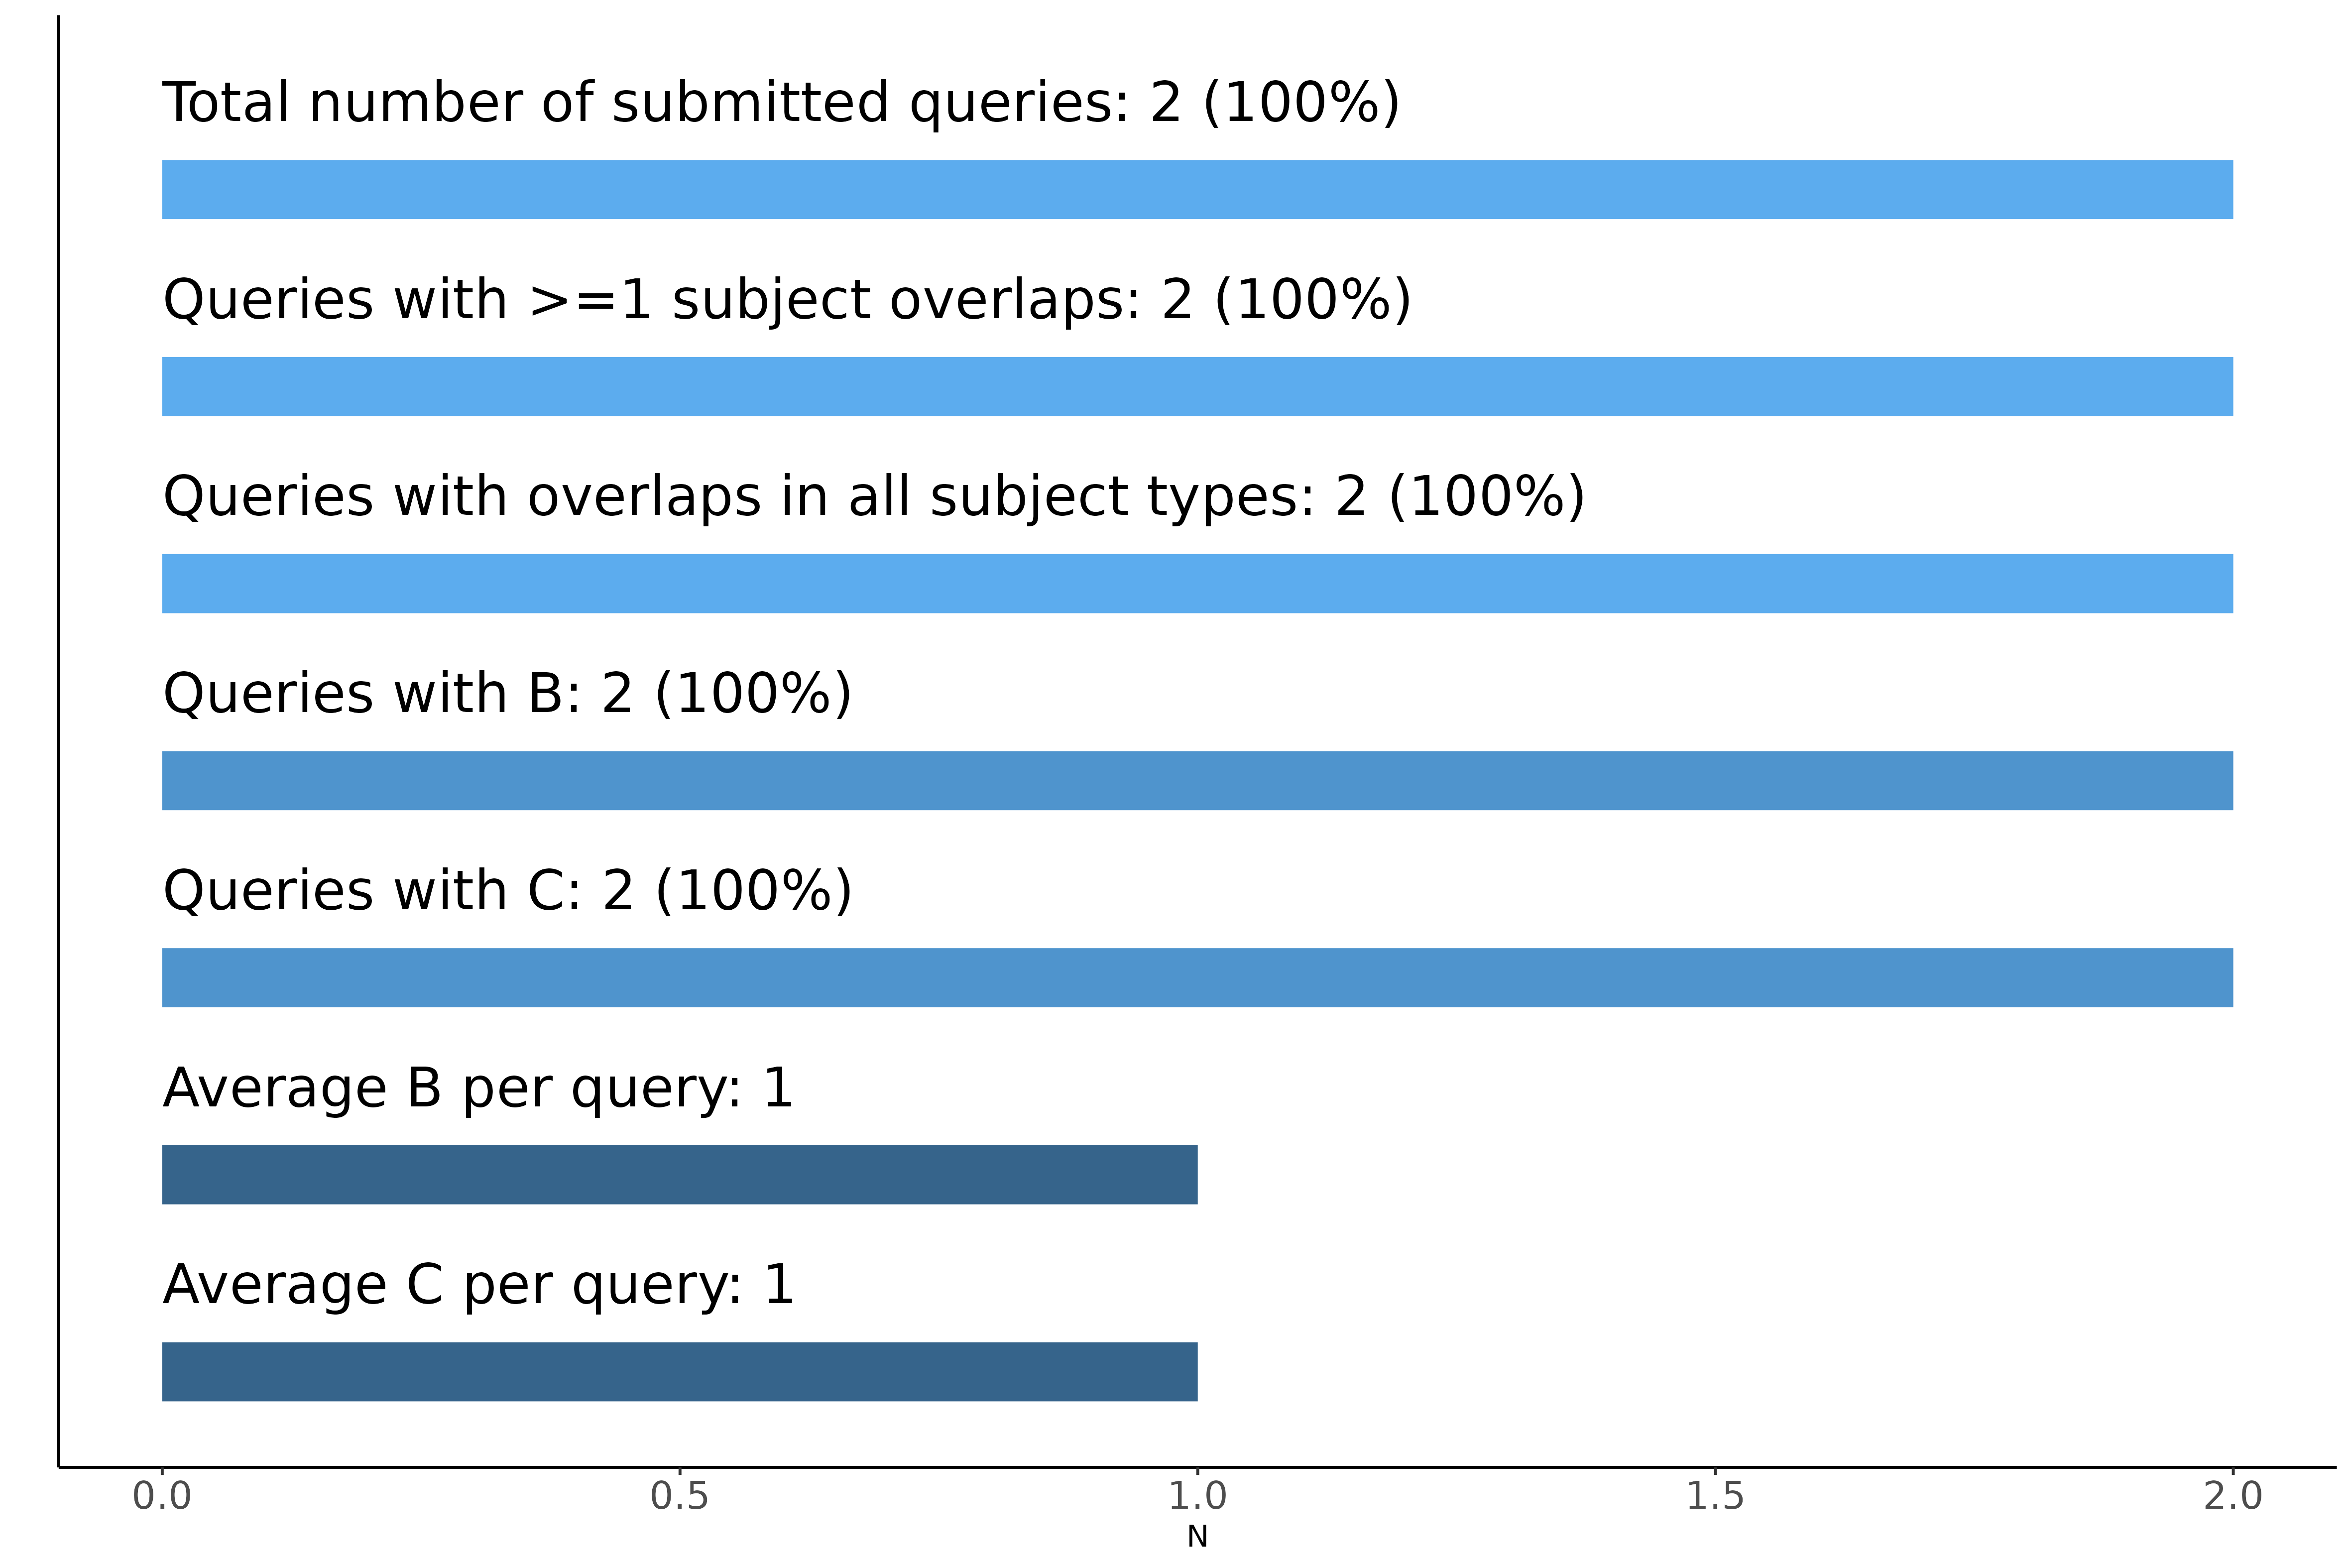 Total number of submitted queries: 2 (100%)
Queries with >=1 subject overlaps: 2 (100%)
Queries with overlaps in all subject types: 2 (100%)
Queries with B: 2 (100%)
Queries with C: 2 (100%)
Average B per query: 1
Average C per query: 1
0.0 0.5 1.0 1.5 2.0
N